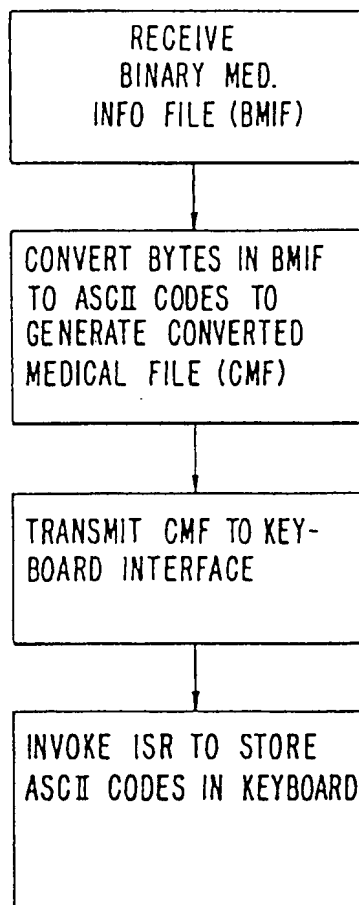 RECEIVE
BINARY MED.
INFO FILE (BMIF)
CONVERT BYTES IN BMIF
TO ASCII CODES TO
GENERATE CONVERTED
MEDICAL FILE (CMF)
TRANSMIT CMF TO KEY-
BOARD INTERFACE
INVOKE ISR TO STORE
ASCII CODES IN KEYBOARD